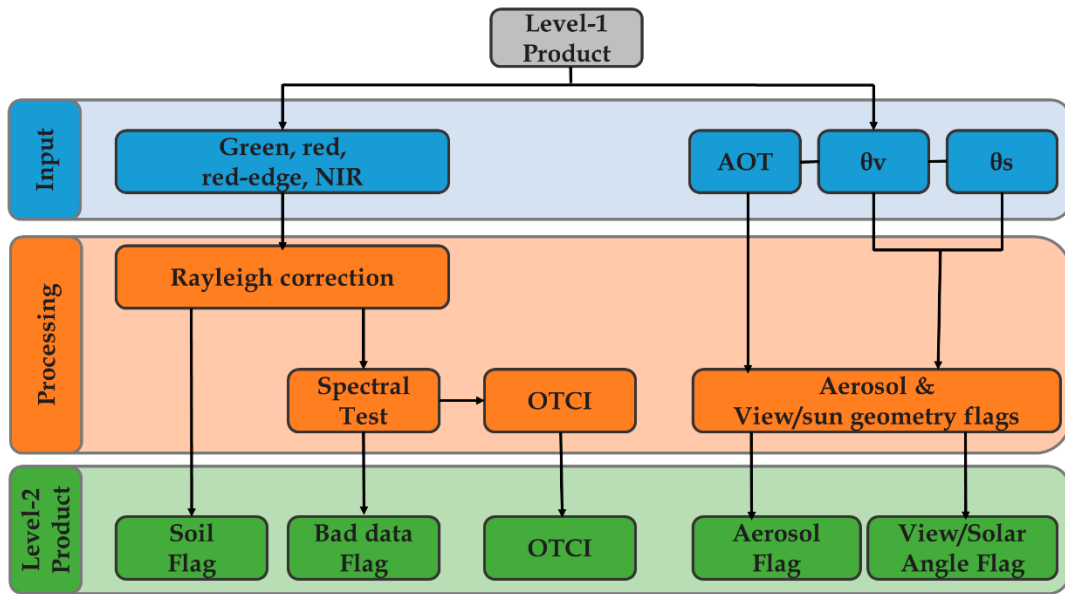 Level-1
Product
Input
Green, red,
red-edge, NIR
AOT
θv
θs
Processing
Rayleigh correction
Spectral
Test
OTCI
Aerosol &
View/sun geometry flags
Level-2
Product
Soil
Flag
Bad data
Flag
OTCI
Aerosol
Flag
View/Solar
Angle Flag